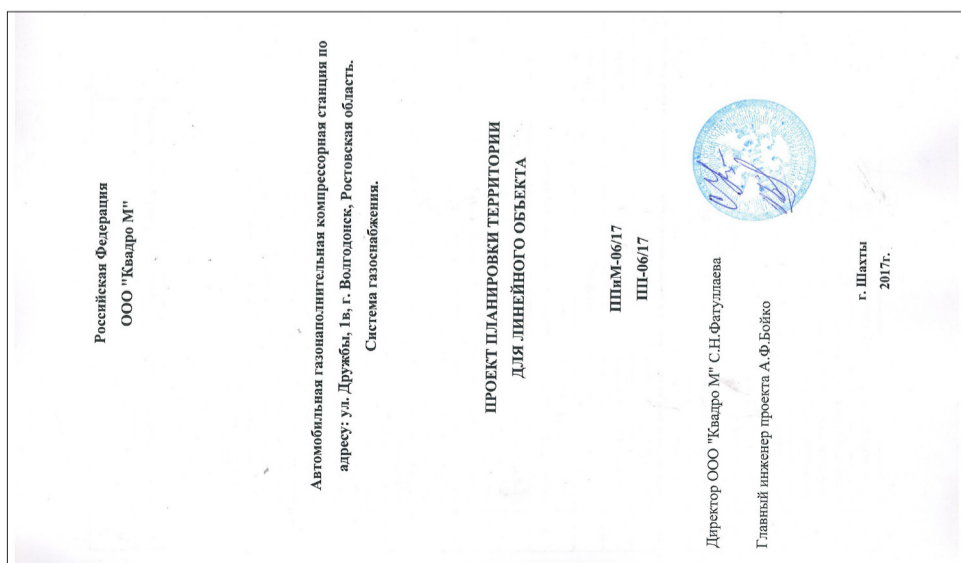 Российская Федерация
ООО "Квадро М"
Автомобильная газонаполнительная компрессорная станция по
адресу: ул. Дружбы, 1в, г. Волгодонск, Ростовская область.
Система газоснабжения.
ПРОЕКТ ПЛАНИРОВКИ ТЕРРИТОРИИ
ДЛЯ ЛИНЕЙНОГО ОБЪЕКТА
ППиМ-06/17
ПП-06/17
Директор ООО "Квадро М" С.Н.Фатуллаева
Главный инженер проекта А.Ф.Бойко
г. Шахты
2017г.